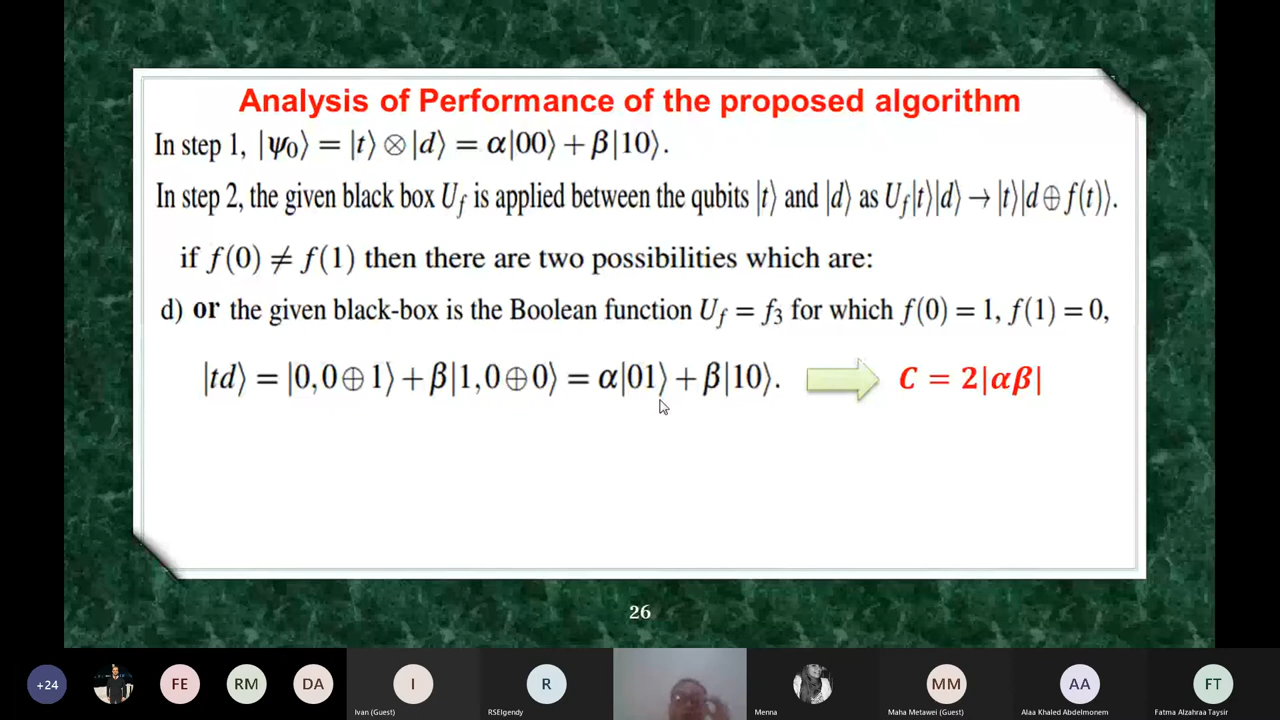 Analysis of Performance of the proposed algorithm
In step 1, |ψ₀⟩ = |t⟩ ⊗ |d⟩ = α|00⟩ + β|10⟩.
In step 2, the given black box U_f is applied between the qubits |t⟩ and |d⟩ as U_f|t⟩|d⟩ → |t⟩|d ⊕ f(t)⟩.
if f(0) ≠ f(1) then there are two possibilities which are:
d) or the given black-box is the Boolean function U_f = f₃ for which f(0) = 1, f(1) = 0,
|td⟩ = |0,0 ⊕ 1⟩ + β|1,0 ⊕ 0⟩ = α|01⟩ + β|10⟩. C = 2|αβ|
26
+24 FE RM DA I R MM AA FT
Ivan (Guest) RSElgendy Menna Maha Metawei (Guest) Alaa Khaled Abdelmonem Fatma Alzahraa Taysir